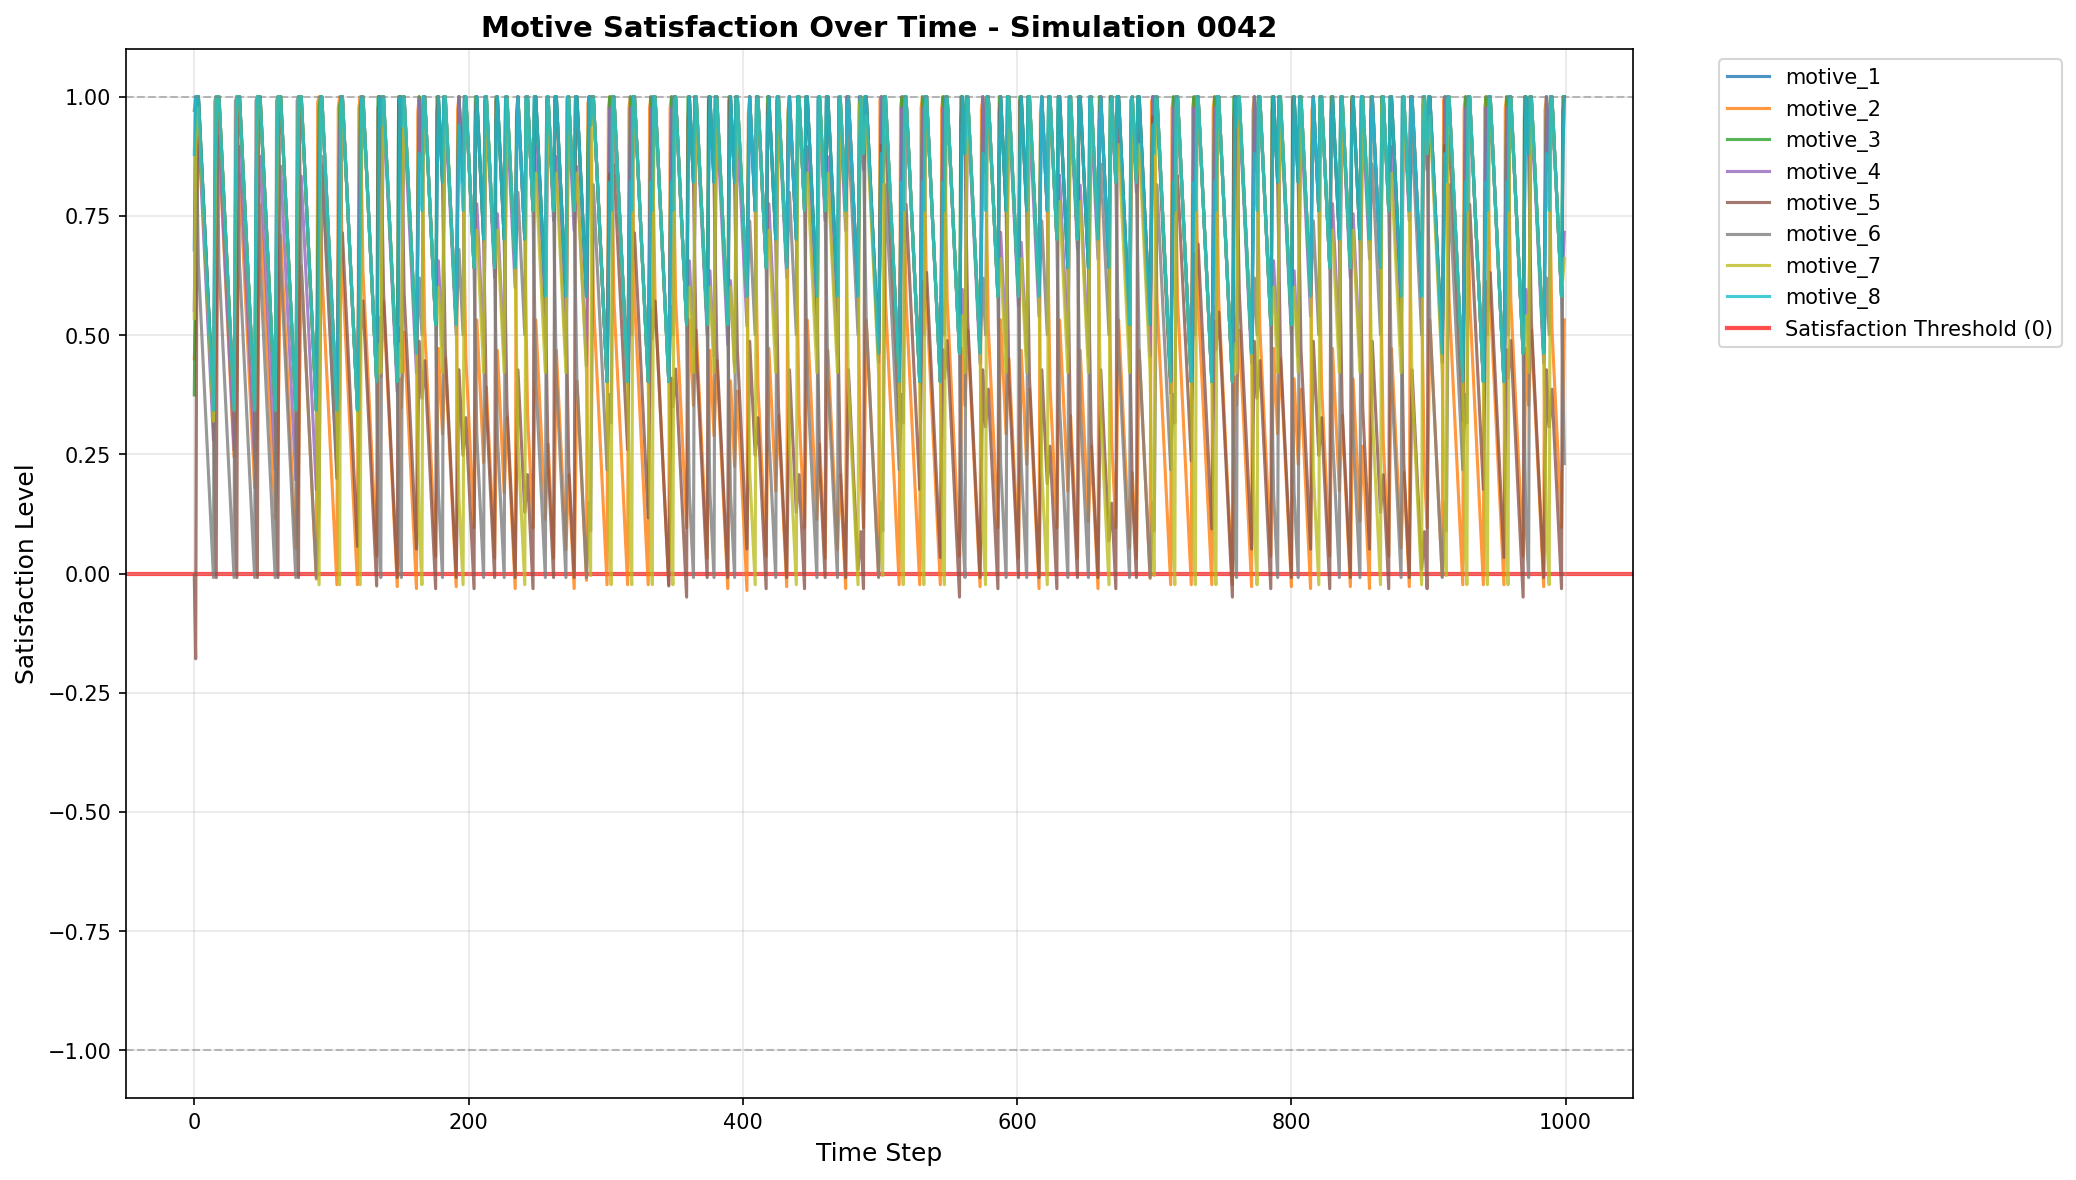 Motive Satisfaction Over Time - Simulation 0042
Satisfaction Level
1.00
0.75
0.50
0.25
0.00
−0.25
−0.50
−0.75
−1.00
0
200
400
600
800
1000
Time Step
motive_1
motive_2
motive_3
motive_4
motive_5
motive_6
motive_7
motive_8
Satisfaction Threshold (0)